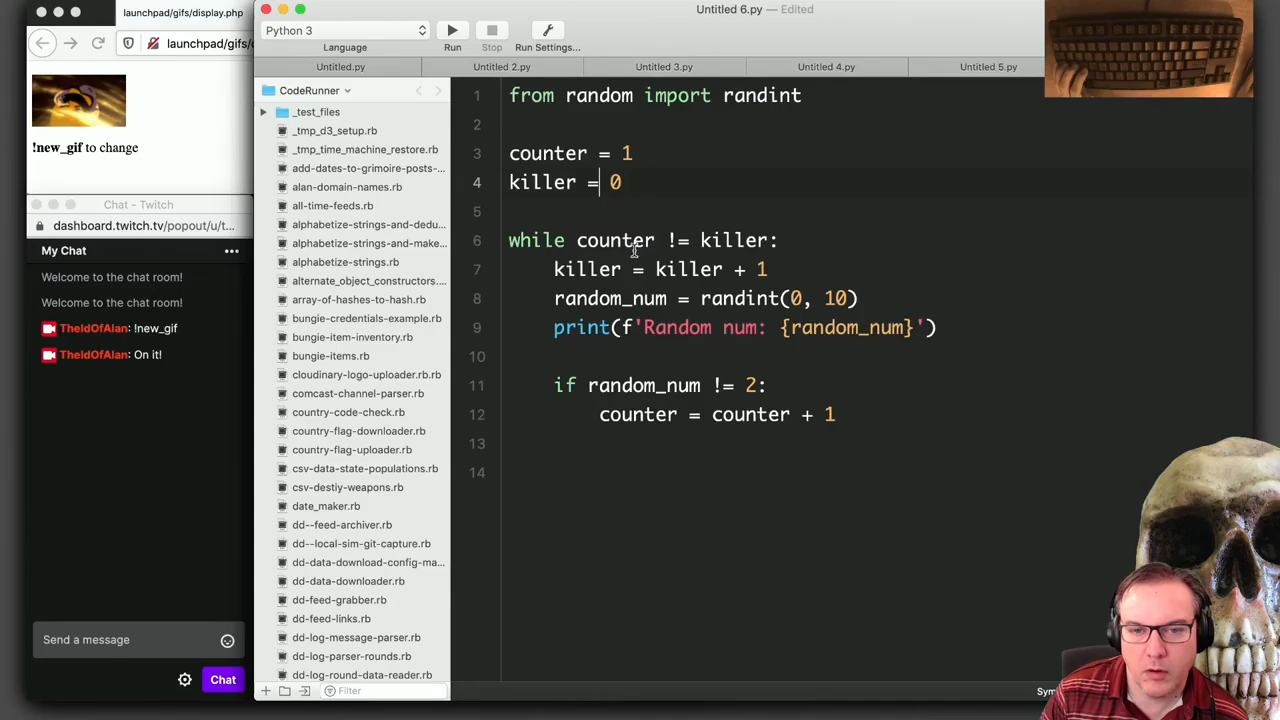 launchpad/gifs/display.php
launchpad/gifs/d
!new_gif to change
Chat - Twitch
dashboard.twitch.tv/popout/u/t...
My Chat
Welcome to the chat room!
Welcome to the chat room!
TheIdOfAlan: !new_gif
TheIdOfAlan: On it!
Send a message
Chat
Untitled 6.py — Edited
Python 3
Language
Run
Stop
Run Settings...
Untitled.py
Untitled 2.py
Untitled 3.py
Untitled 4.py
Untitled 5.py
CodeRunner
_test_files
_tmp_d3_setup.rb
_tmp_time_machine_restore.rb
add-dates-to-grimoire-posts-...
alan-domain-names.rb
all-time-feeds.rb
alphabetize-strings-and-dedu...
alphabetize-strings-and-make...
alphabetize-strings.rb
alternate_object_constructors...
array-of-hashes-to-hash.rb
bungie-credentials-example.rb
bungie-item-inventory.rb
bungie-items.rb
cloudinary-logo-uploader.rb.rb
comcast-channel-parser.rb
country-code-check.rb
country-flag-downloader.rb
country-flag-uploader.rb
csv-data-state-populations.rb
csv-destiy-weapons.rb
date_maker.rb
dd--feed-archiver.rb
dd--local-sim-git-capture.rb
dd-data-download-config-ma...
dd-data-downloader.rb
dd-feed-grabber.rb
dd-feed-links.rb
dd-log-message-parser.rb
dd-log-parser-rounds.rb
dd-log-round-data-reader.rb
Filter
1 from random import randint
2
3 counter = 1
4 killer = 0
5
6 while counter != killer:
7 killer = killer + 1
8 random_num = randint(0, 10)
9 print(f'Random num: {random_num}')
10
11 if random_num != 2:
12 counter = counter + 1
13
14
Sym